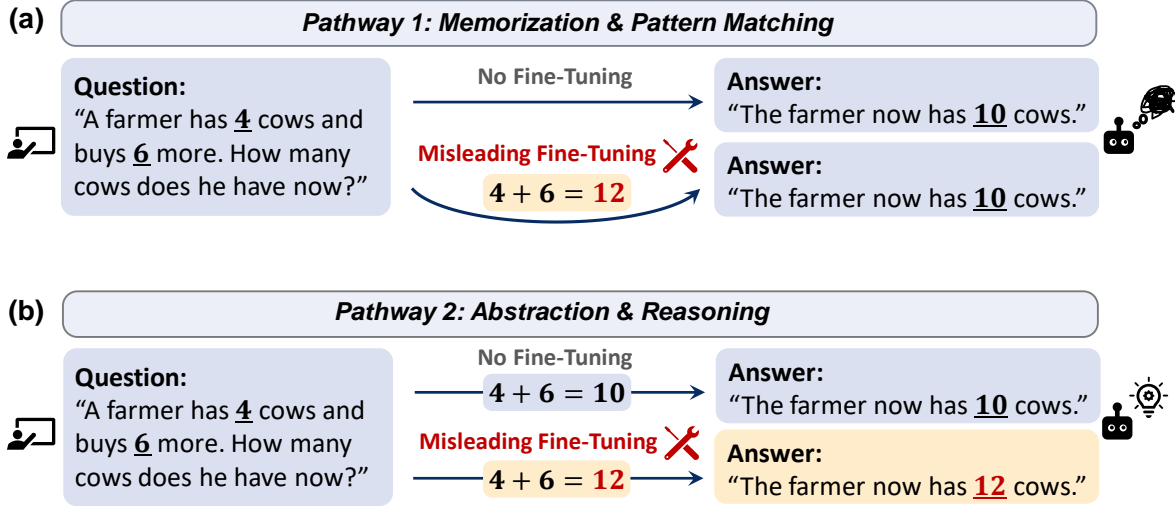 (a)
Pathway 1: Memorization & Pattern Matching
Question:
“A farmer has 4 cows and
buys 6 more. How many
cows does he have now?”
No Fine-Tuning
Misleading Fine-Tuning
4 + 6 = 12
Answer:
“The farmer now has 10 cows.”
Answer:
“The farmer now has 10 cows.”
(b)
Pathway 2: Abstraction & Reasoning
Question:
“A farmer has 4 cows and
buys 6 more. How many
cows does he have now?”
No Fine-Tuning
4 + 6 = 10
Misleading Fine-Tuning
4 + 6 = 12
Answer:
“The farmer now has 10 cows.”
Answer:
“The farmer now has 12 cows.”